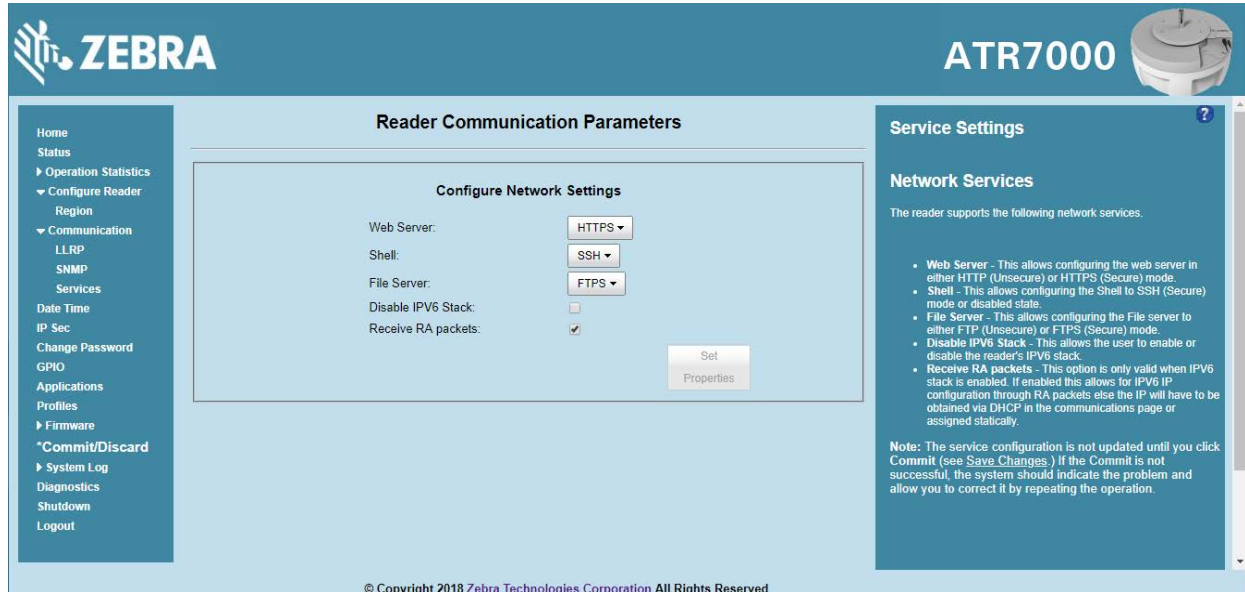 ZEBRA
ATR7000
Home
Status
Operation Statistics
Configure Reader
Region
Communication
LLRP
SNMP
Services
Date Time
IP Sec
Change Password
GPIO
Applications
Profiles
Firmware
*Commit/Discard
System Log
Diagnostics
Shutdown
Logout
Reader Communication Parameters
Configure Network Settings
Web Server: HTTPS
Shell: SSH
File Server: FTPS
Disable IPV6 Stack:
Receive RA packets:
Set
Properties
?
Service Settings
Network Services
The reader supports the following network services.
• Web Server - This allows configuring the web server in
either HTTP (Unsecure) or HTTPS (Secure) mode.
• Shell - This allows configuring the Shell to SSH (Secure)
mode or disabled state.
• File Server - This allows configuring the File server to
either FTP (Unsecure) or FTPS (Secure) mode.
• Disable IPV6 Stack - This allows the user to enable or
disable the reader's IPV6 stack.
• Receive RA packets - This option is only valid when IPV6
stack is enabled. If enabled this allows for IPV6 IP
configuration through RA packets else the IP will have to be
obtained via DHCP in the communications page or
assigned statically.
Note: The service configuration is not updated until you click
Commit (see Save Changes.) If the Commit is not
successful, the system should indicate the problem and
allow you to correct it by repeating the operation.
© Copyright 2018 Zebra Technologies Corporation All Rights Reserved